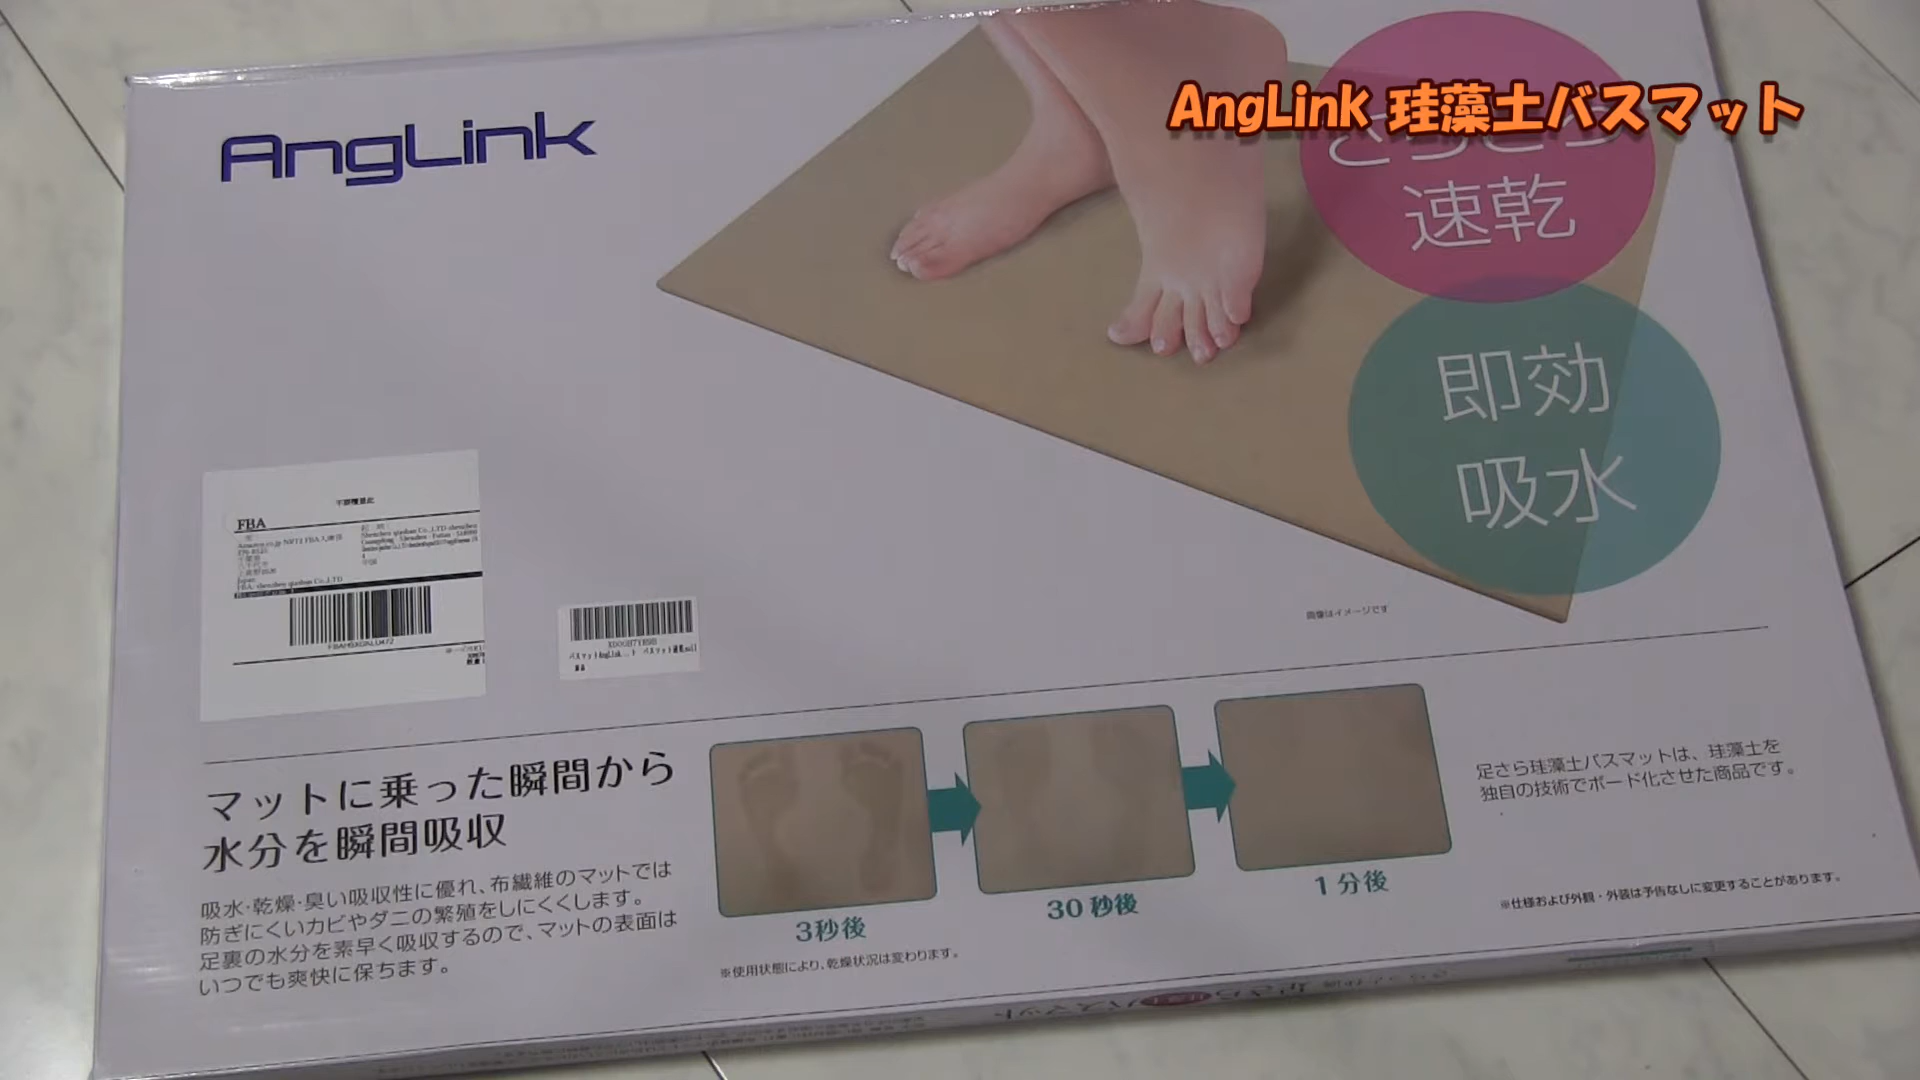 AngLink 珪藻土バスマット
AngLink
速乾
即効
吸水
FBA
画像はイメージです
マットに乗った瞬間から
水分を瞬間吸収
吸水・乾燥・臭い吸収性に優れ、布繊維のマットでは
防ぎにくいカビやダニの繁殖をしにくくします。
足裏の水分を素早く吸収するので、マットの表面は
いつでも爽快に保ちます。
3秒後
30秒後
1分後
※使用状態により、乾燥状況は変わります。
足さら珪藻土バスマットは、珪藻土を
独自の技術でボード化させた商品です。
※仕様および外観・外装は予告なしに変更することがあります。
足さら
バスマット